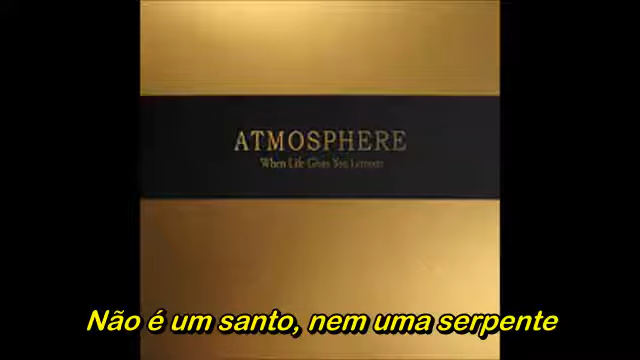 ATMOSPHERE
When Life Gives You Lemons
Não é um santo, nem uma serpente